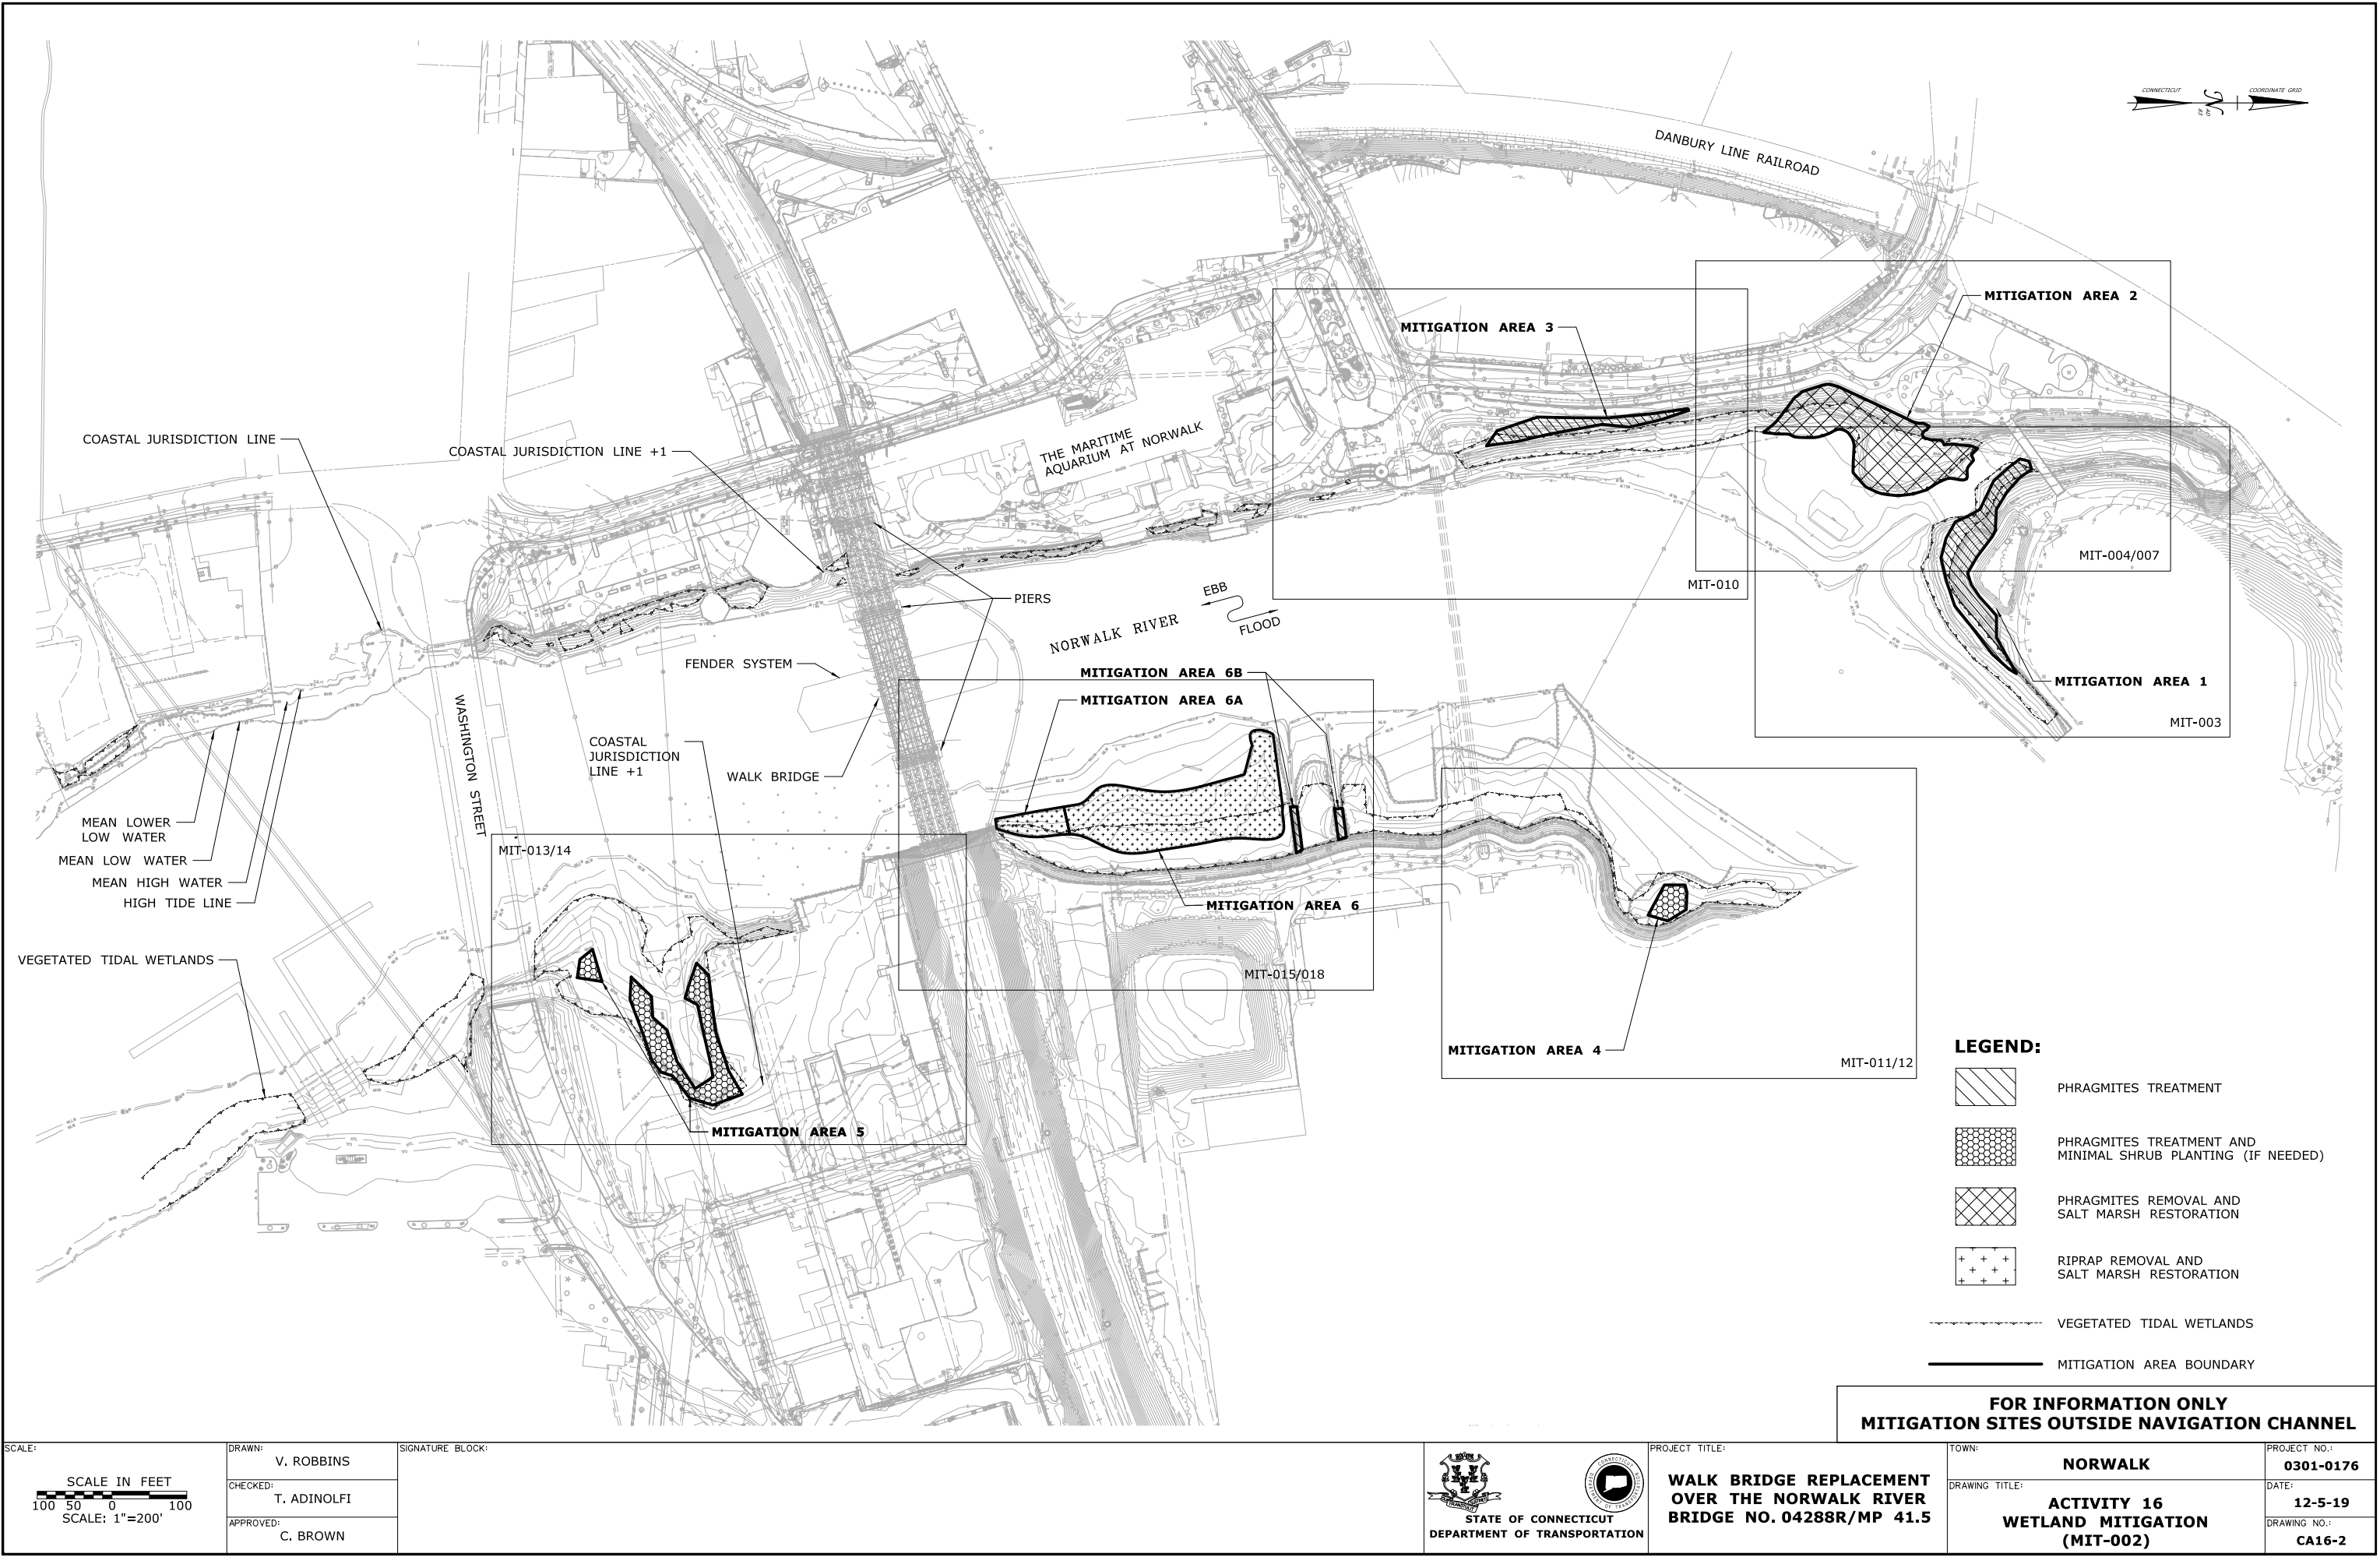 CONNECTICUT
COORDINATE GRID
DANBURY LINE RAILROAD
MITIGATION AREA 2
MITIGATION AREA 3
COASTAL JURISDICTION LINE
COASTAL JURISDICTION LINE +1
THE MARITIME
AQUARIUM AT NORWALK
MIT-004/007
MIT-010
PIERS
EBB
FLOOD
NORWALK RIVER
FENDER SYSTEM
MITIGATION AREA 6B
MITIGATION AREA 6A
MITIGATION AREA 1
MIT-003
WASHINGTON STREET
COASTAL
JURISDICTION
LINE +1
WALK BRIDGE
MEAN LOWER
LOW WATER
MEAN LOW WATER
MEAN HIGH WATER
HIGH TIDE LINE
MIT-013/14
MITIGATION AREA 6
VEGETATED TIDAL WETLANDS
MIT-015/018
MITIGATION AREA 4
MIT-011/12
MITIGATION AREA 5
LEGEND:
PHRAGMITES TREATMENT
PHRAGMITES TREATMENT AND
MINIMAL SHRUB PLANTING (IF NEEDED)
PHRAGMITES REMOVAL AND
SALT MARSH RESTORATION
RIPRAP REMOVAL AND
SALT MARSH RESTORATION
VEGETATED TIDAL WETLANDS
MITIGATION AREA BOUNDARY
FOR INFORMATION ONLY
MITIGATION SITES OUTSIDE NAVIGATION CHANNEL
SCALE:
SCALE IN FEET
100 50 0 100
SCALE: 1"=200'
DRAWN:
V. ROBBINS
CHECKED:
T. ADINOLFI
APPROVED:
C. BROWN
SIGNATURE BLOCK:
STATE OF CONNECTICUT
DEPARTMENT OF TRANSPORTATION
PROJECT TITLE:
WALK BRIDGE REPLACEMENT
OVER THE NORWALK RIVER
BRIDGE NO. 04288R/MP 41.5
TOWN:
NORWALK
DRAWING TITLE:
ACTIVITY 16
WETLAND MITIGATION
(MIT-002)
PROJECT NO.:
0301-0176
DATE:
12-5-19
DRAWING NO.:
CA16-2